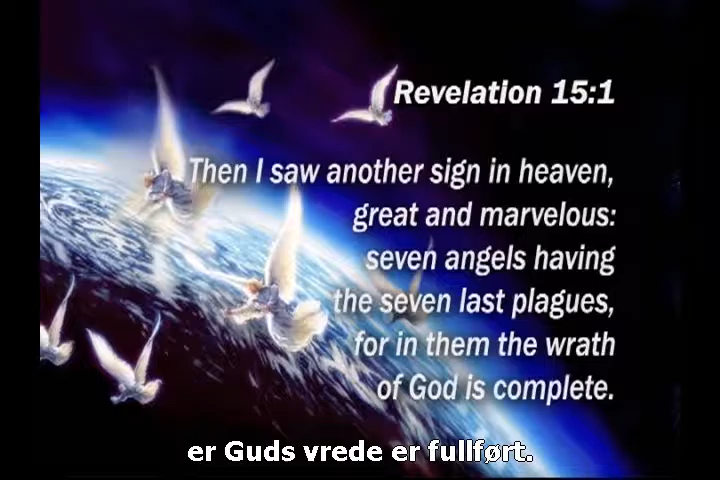 Revelation 15:1
Then I saw another sign in heaven,
great and marvelous:
seven angels having
the seven last plagues,
for in them the wrath
of God is complete.
er Guds vrede er fullført.